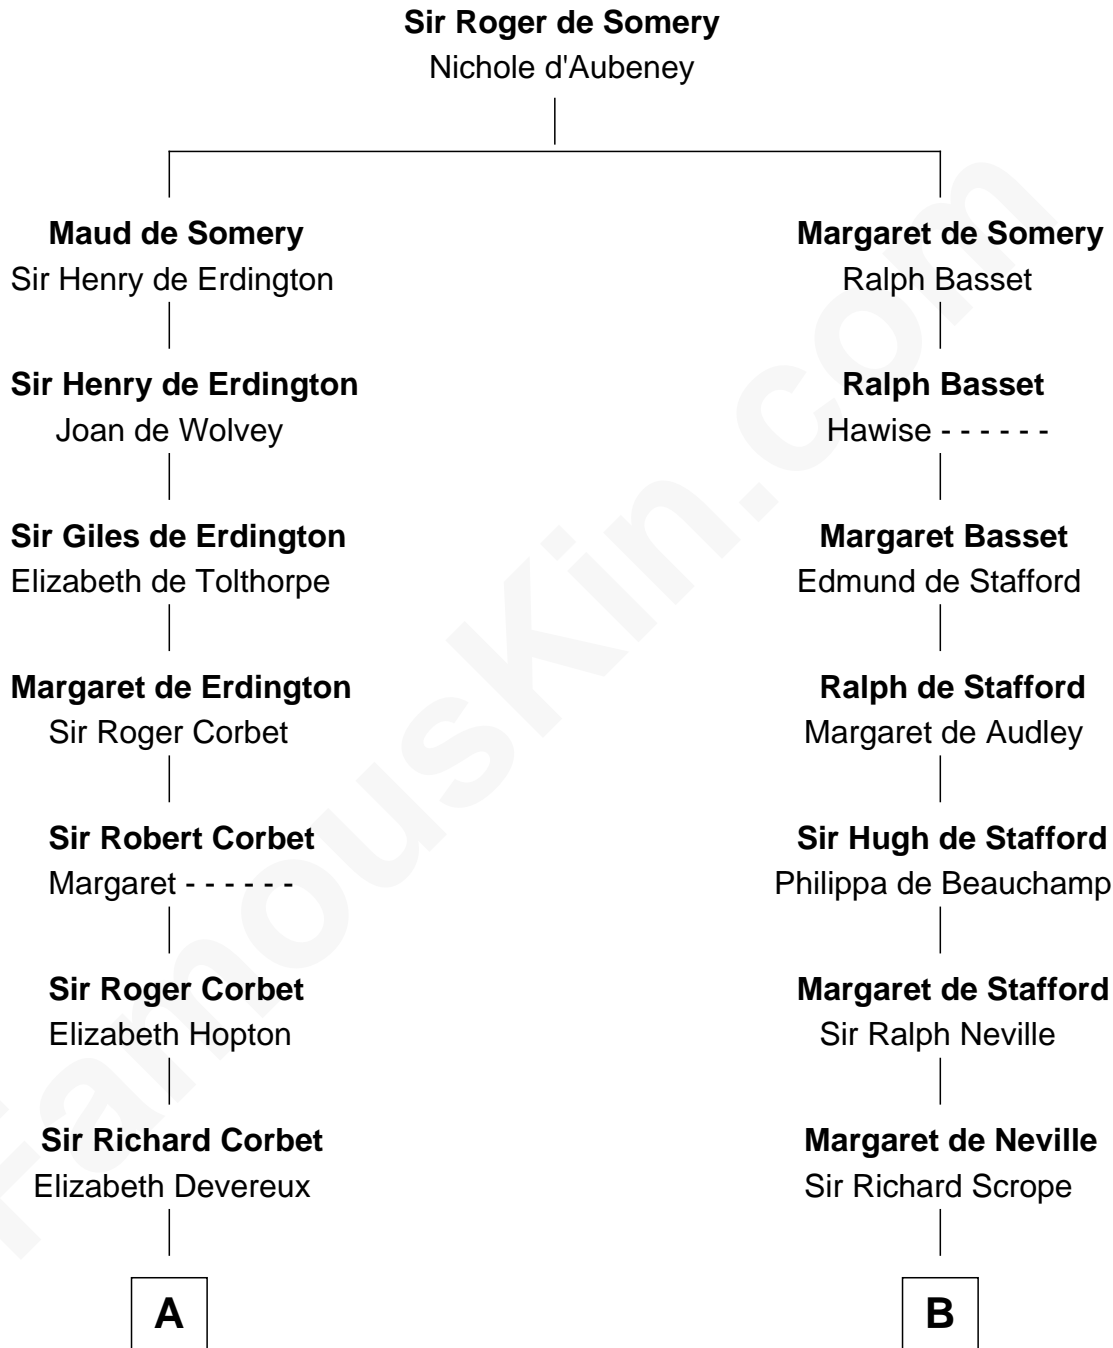 Sir Roger de Somery
Nichole d'Aubeney
Maud de Somery
Sir Henry de Erdington
Sir Henry de Erdington
Joan de Wolvey
Sir Giles de Erdington
Elizabeth de Tolthorpe
Margaret de Erdington
Sir Roger Corbet
Sir Robert Corbet
Margaret - - - - - -
Sir Roger Corbet
Elizabeth Hopton
Sir Richard Corbet
Elizabeth Devereux
A
Margaret de Somery
Ralph Basset
Ralph Basset
Hawise - - - - - -
Margaret Basset
Edmund de Stafford
Ralph de Stafford
Margaret de Audley
Sir Hugh de Stafford
Philippa de Beauchamp
Margaret de Stafford
Sir Ralph Neville
Margaret de Neville
Sir Richard Scrope
B
FamousKin.com